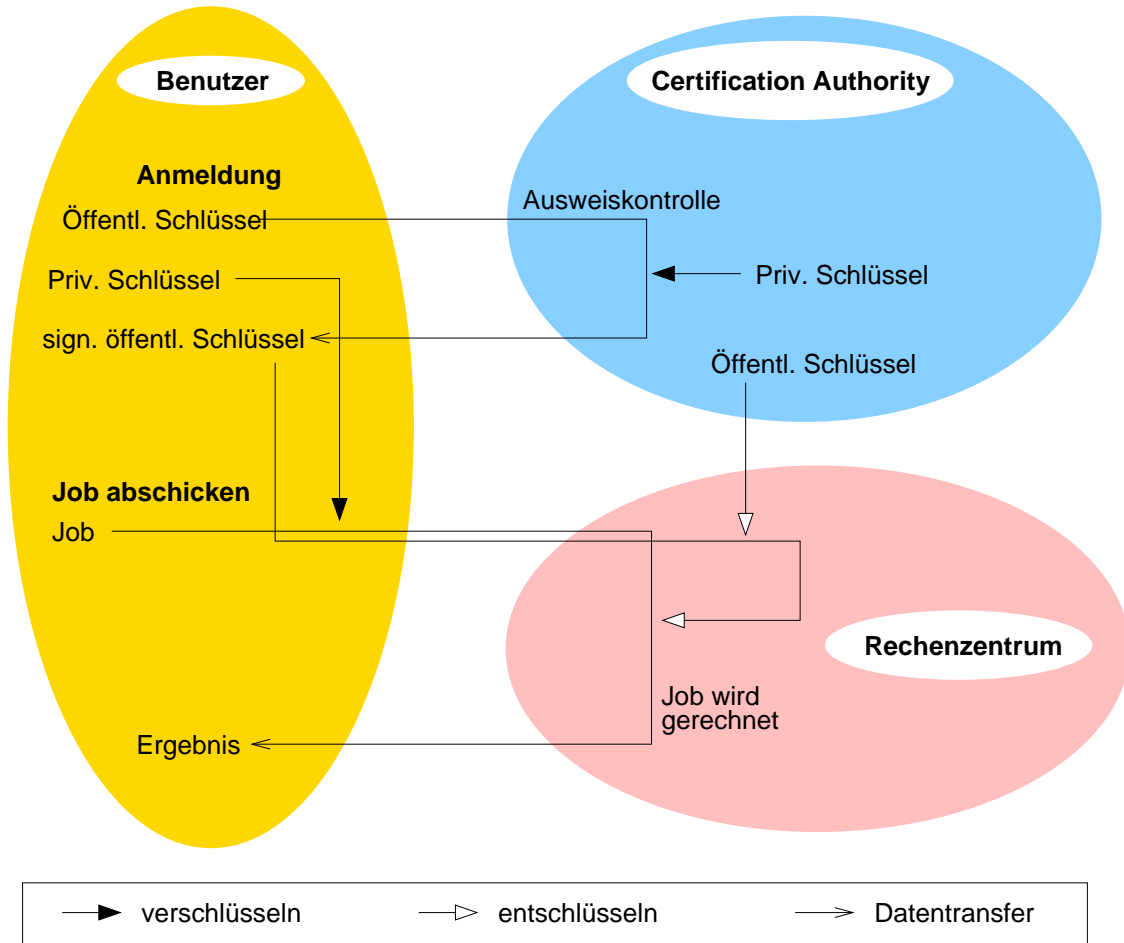 Benutzer
Certification Authority
Anmeldung
Ausweiskontrolle
Öffentl. Schlüssel
Priv. Schlüssel
Priv. Schlüssel
sign. öffentl. Schlüssel
Öffentl. Schlüssel
Job abschicken
Job
Rechenzentrum
Job wird
gerechnet
Ergebnis
verschlüsseln
entschlüsseln
Datentransfer